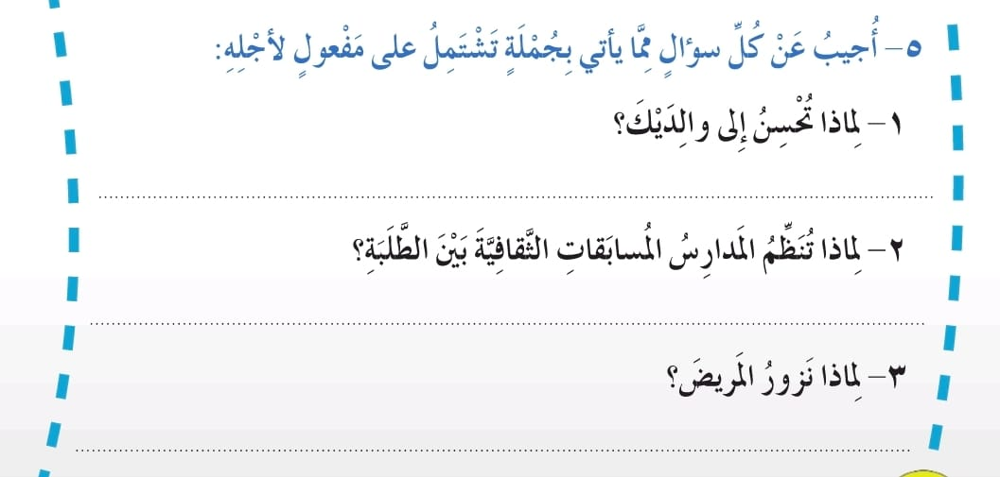 ٥- أُجيبُ عَنْ كُلِّ سؤالٍ مِمَّا يأتي بِجُمْلَةٍ تَشْتَمِلُ على مَفْعولٍ لأجْلِهِ:
١- لِماذا تُحْسِنُ إلى والِدَيْكَ؟
٢- لِماذا تُنَظِّمُ المَدارِسُ المُسابَقاتِ الثَّقافِيَّةَ بَيْنَ الطَّلَبَةِ؟
٣- لِماذا نَزورُ المَريضَ؟